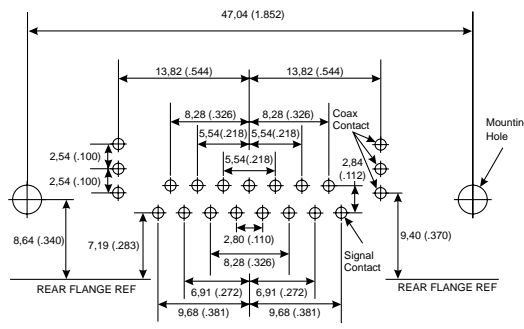 47,04 (1.852)
13,82 (.544)
13,82 (.544)
8,28 (.326)
8,28 (.326)
Coax
Contact
Mountin
Hole
5,54(.218)
5,54(.218)
2,54 (.100)
5,54(.218)
2,84
(.112)
2,54 (.100)
8,64 (.340)
7,19 (.283)
2,80 (.110)
9,40 (.370)
Signal
Contact
8,28 (.326)
REAR FLANGE REF
REAR FLANGE REF
6,91 (.272)
6,91 (.272)
9,68 (.381)
9,68 (.381)